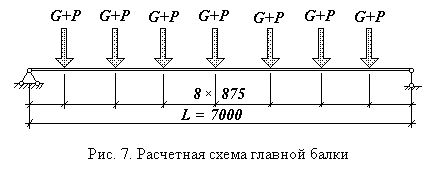 G+P G+P G+P G+P G+P G+P G+P
8 × 875
L = 7000
Рис. 7. Расчетная схема главной балки